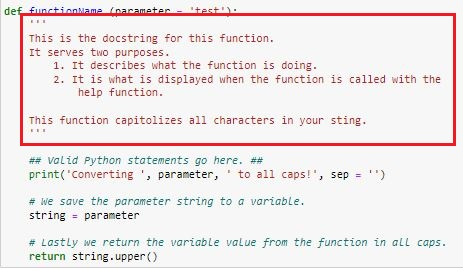 def functionName (parameter = 'test'):
'''
This is the docstring for this function.
It serves two purposes.
1. It describes what the function is doing.
2. It is what is displayed when the function is called with the
help function.
This function capitolizes all characters in your sting.
'''
## Valid Python statements go here. ##
print('Converting ', parameter, ' to all caps!', sep = '')
# We save the parameter string to a variable.
string = parameter
# Lastly we return the variable value from the function in all caps.
return string.upper()